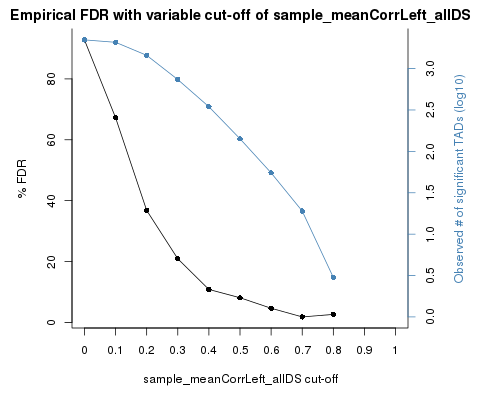 Empirical FDR with variable cut-off of sample_meanCorrLeft_allDS
% FDR
80
60
40
20
0
3.0
2.5
2.0
1.5
1.0
0.5
0.0
Observed # of significant TADs (log10)
0 0.1 0.2 0.3 0.4 0.5 0.6 0.7 0.8 0.9 1
sample_meanCorrLeft_allDS cut-off